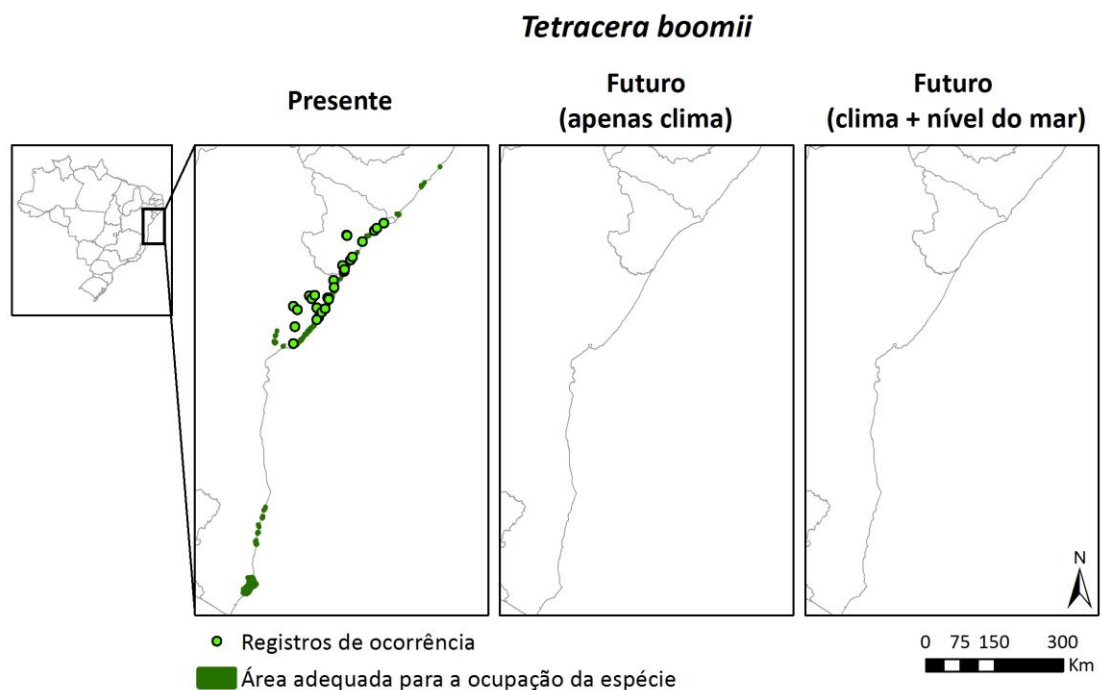 Tetracera boomii
Presente
Futuro
(apenas clima)
Futuro
(clima + nível do mar)
N
Registros de ocorrência
Área adequada para a ocupação da espécie
0 75 150 300
Km